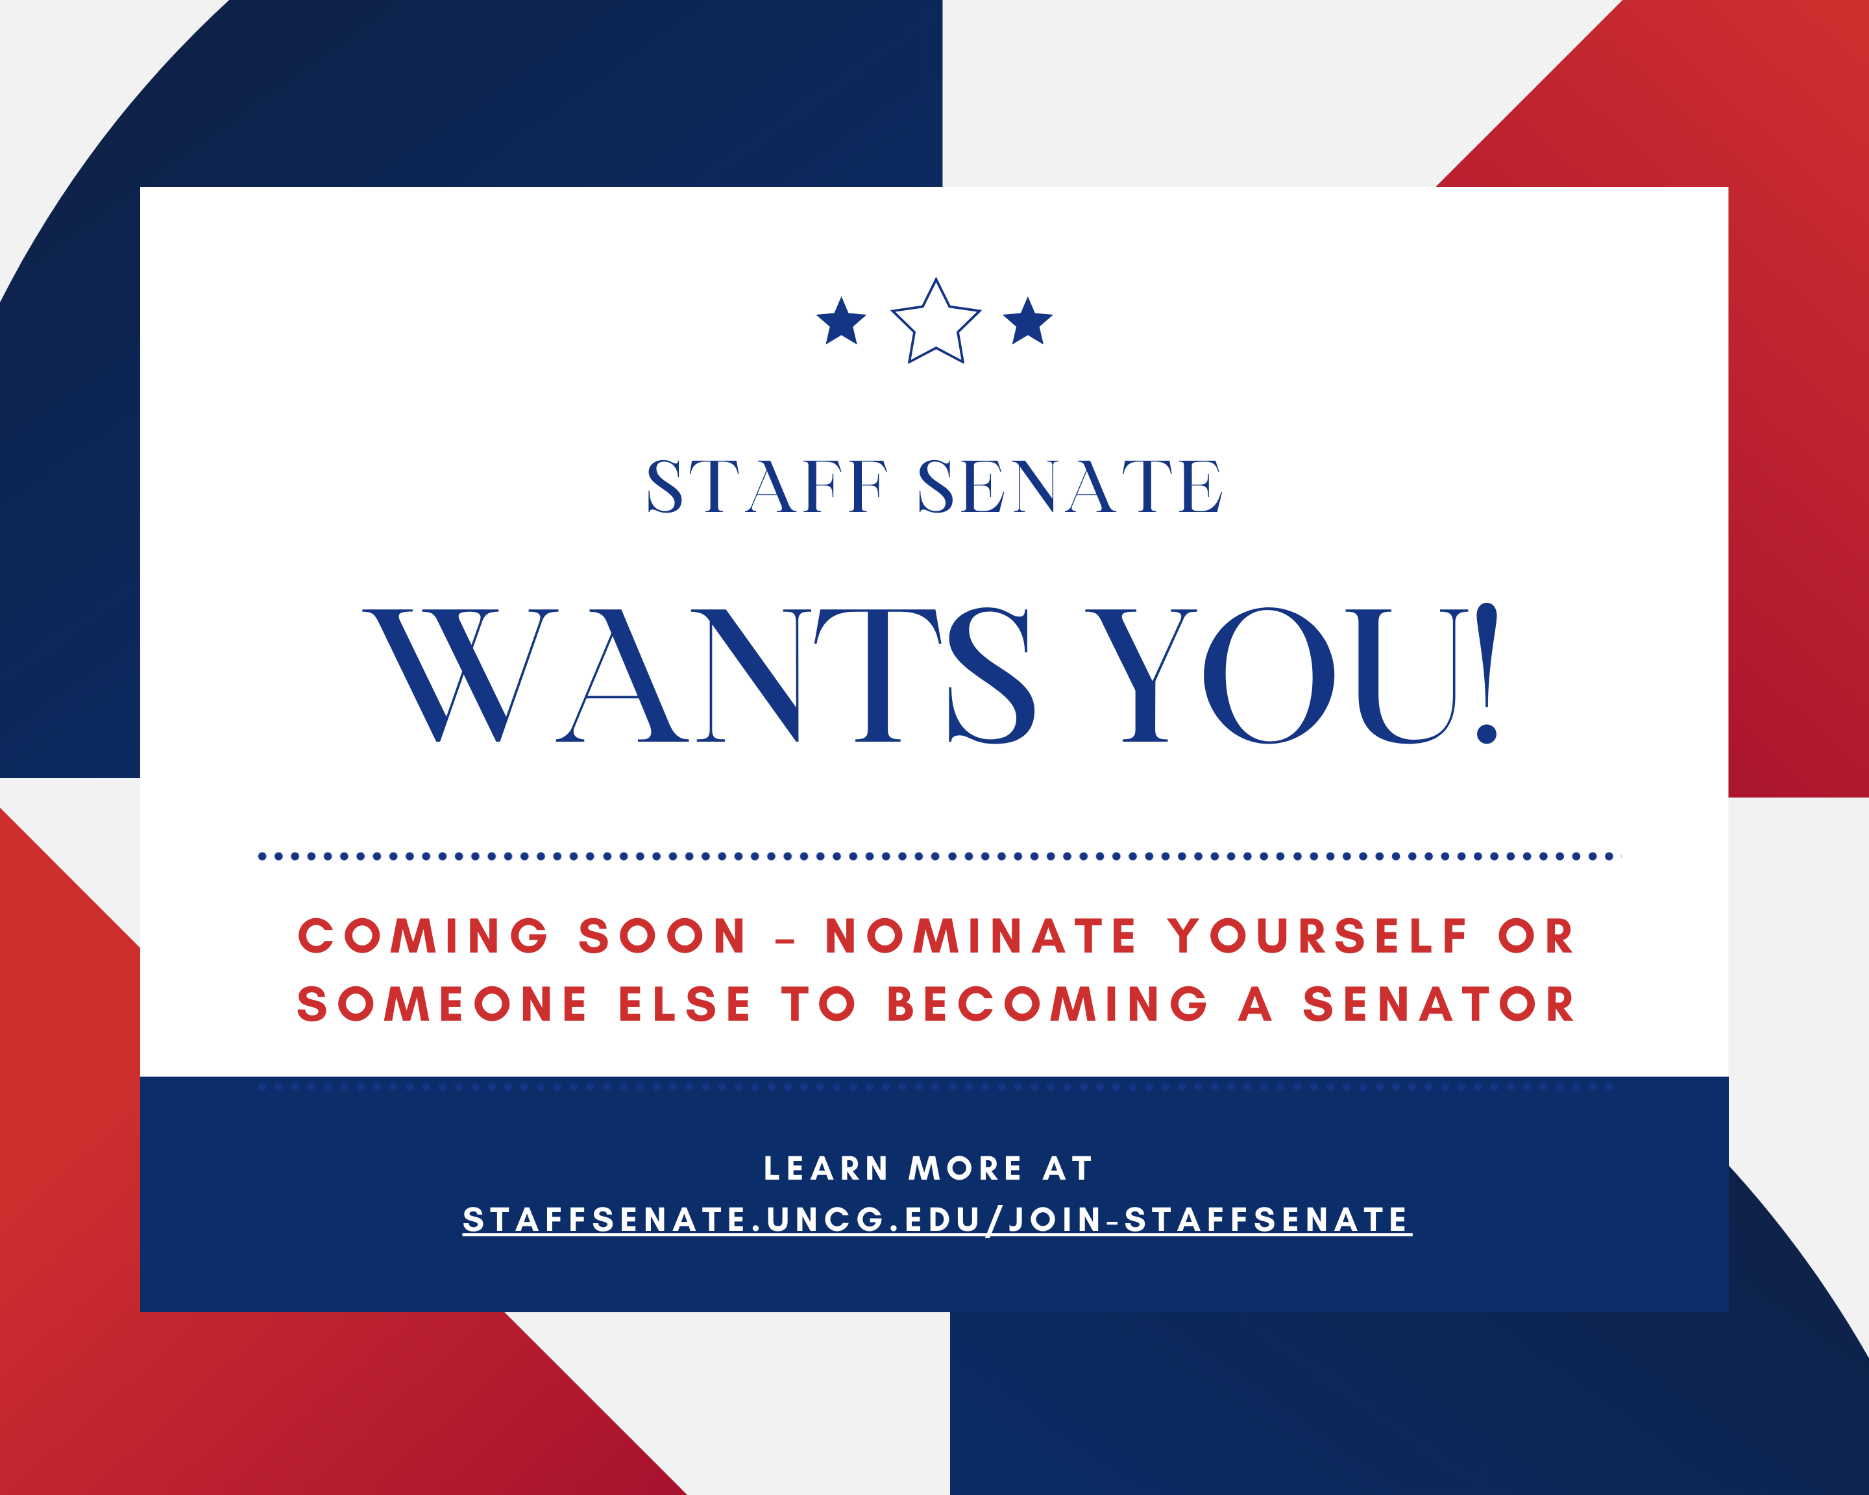 STAFF SENATE
WANTS YOU!
COMING SOON - NOMINATE YOURSELF OR
SOMEONE ELSE TO BECOMING A SENATOR
LEARN MORE AT
STAFFSENATE.UNCG.EDU/JOIN-STAFFSENATE